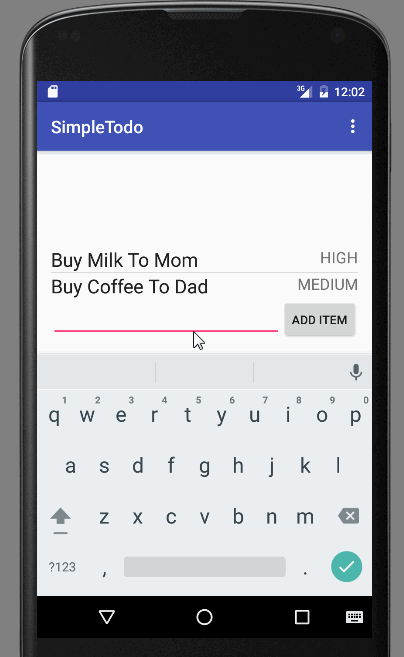 3G 12:02
SimpleTodo
Buy Milk To Mom HIGH
Buy Coffee To Dad MEDIUM
ADD ITEM
1 2 3 4 5 6 7 8 9 0
q w e r t y u i o p
a s d f g h j k l
z x c v b n m
?123 , .